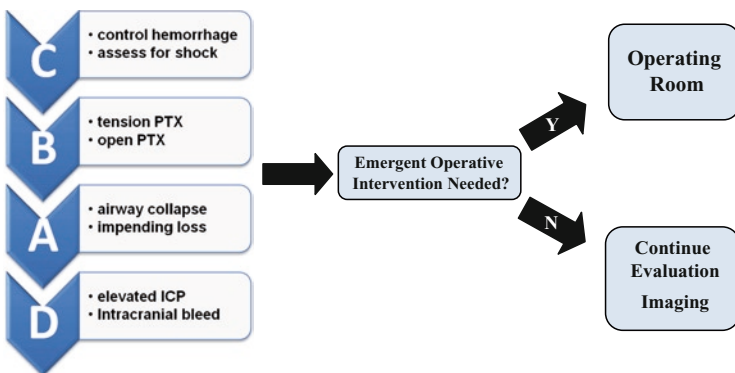 C
• control hemorrhage
• assess for shock
B
• tension PTX
• open PTX
A
• airway collapse
• impending loss
D
• elevated ICP
• Intracranial bleed
Emergent Operative
Intervention Needed?
Y
Operating
Room
N
Continue
Evaluation
Imaging